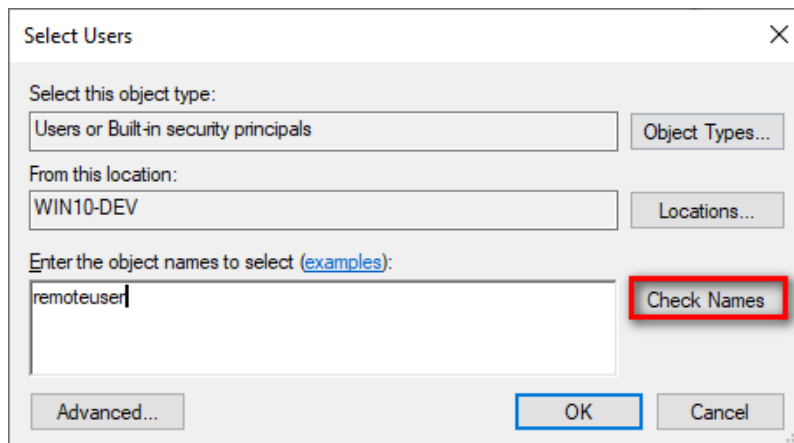 Select Users
Select this object type:
Users or Built-in security principals
Object Types...
From this location:
WIN10-DEV
Locations...
Enter the object names to select (examples):
remoteuser
Check Names
Advanced...
OK
Cancel